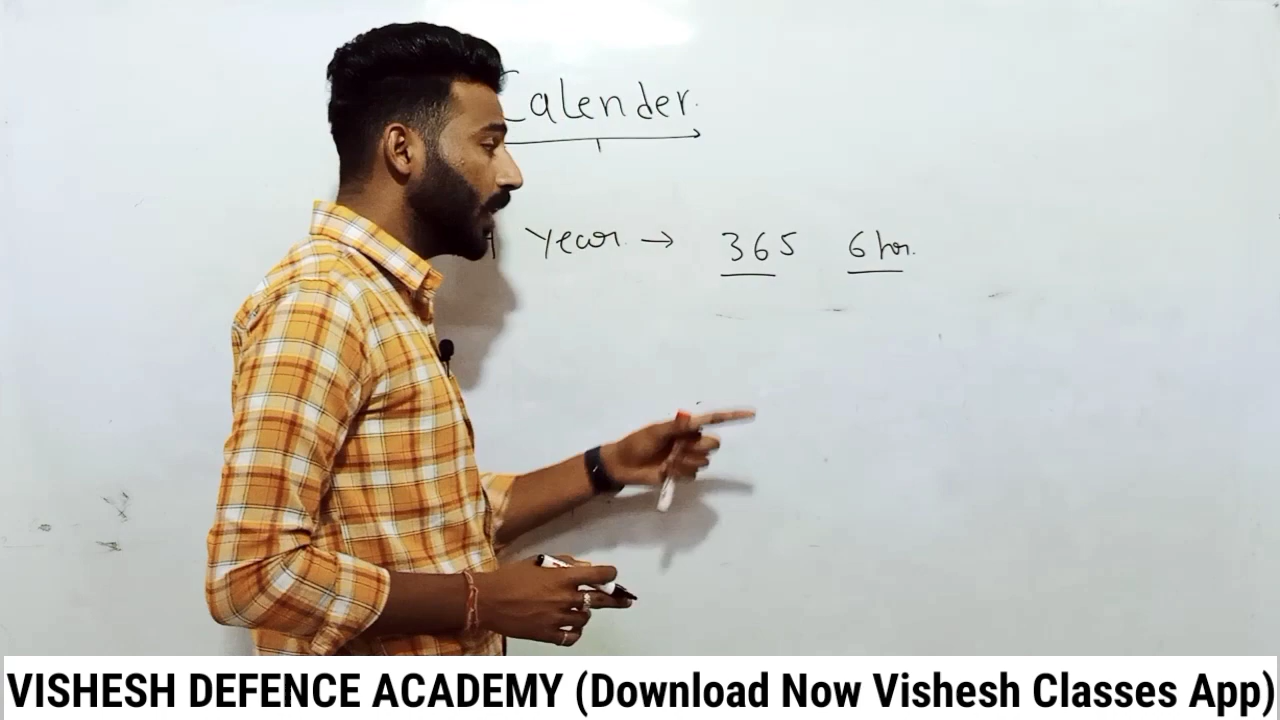 Calender.
Year. → 365 6 hr.
VISHESH DEFENCE ACADEMY (Download Now Vishesh Classes App)